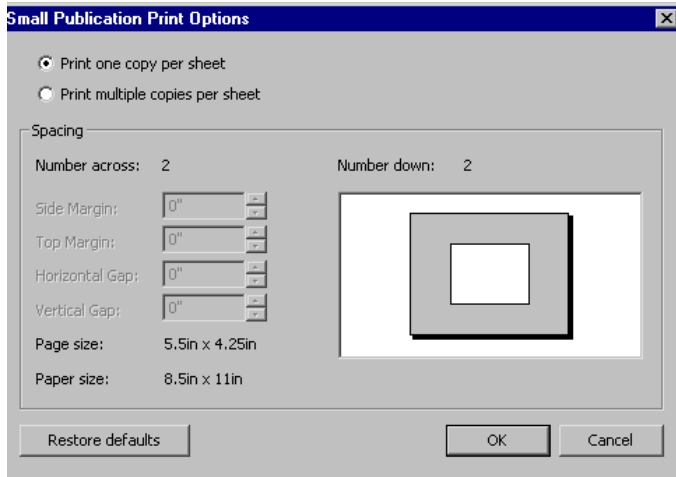 Small Publication Print Options
Print one copy per sheet
Print multiple copies per sheet
Spacing
Number across: 2 Number down: 2
Side Margin: 0"
Top Margin: 0"
Horizontal Gap: 0"
Vertical Gap: 0"
Page size: 5.5in x 4.25in
Paper size: 8.5in x 11in
Restore defaults OK Cancel